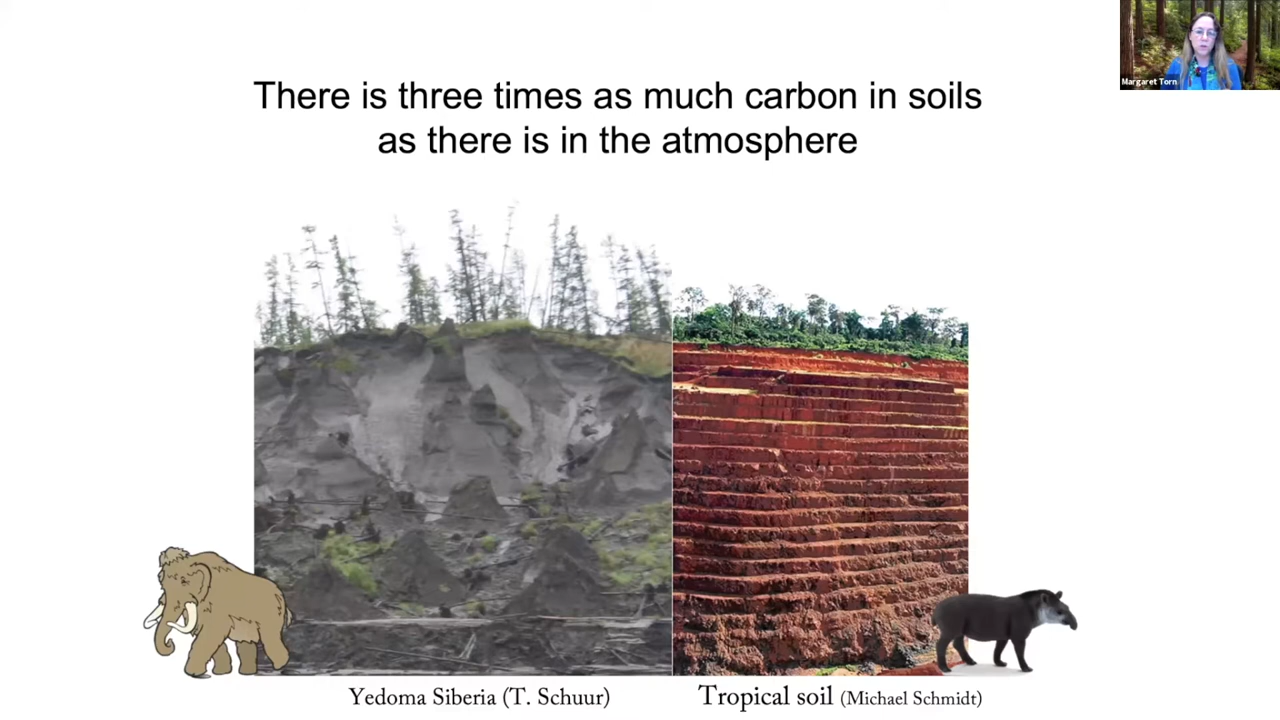 Margaret Torn
There is three times as much carbon in soils
as there is in the atmosphere
Yedoma Siberia (T. Schuur)
Tropical soil (Michael Schmidt)